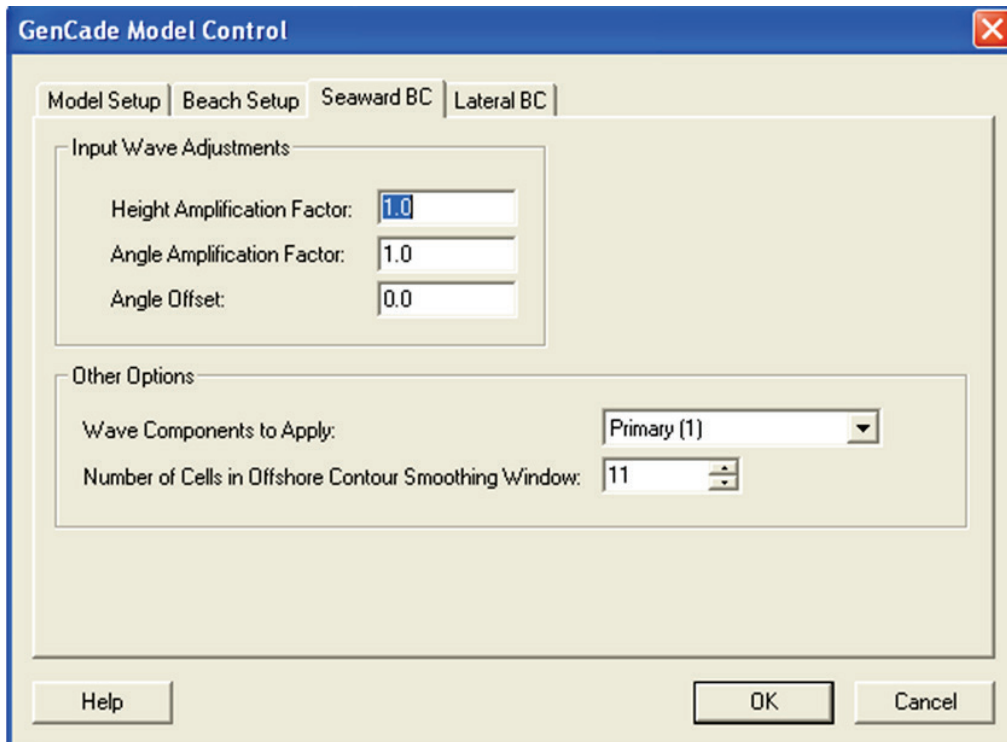 GenCade Model Control
Model Setup Beach Setup Seaward BC Lateral BC
Input Wave Adjustments
Height Amplification Factor: 1.0
Angle Amplification Factor: 1.0
Angle Offset: 0.0
Other Options
Wave Components to Apply: Primary (1)
Number of Cells in Offshore Contour Smoothing Window: 11
Help OK Cancel